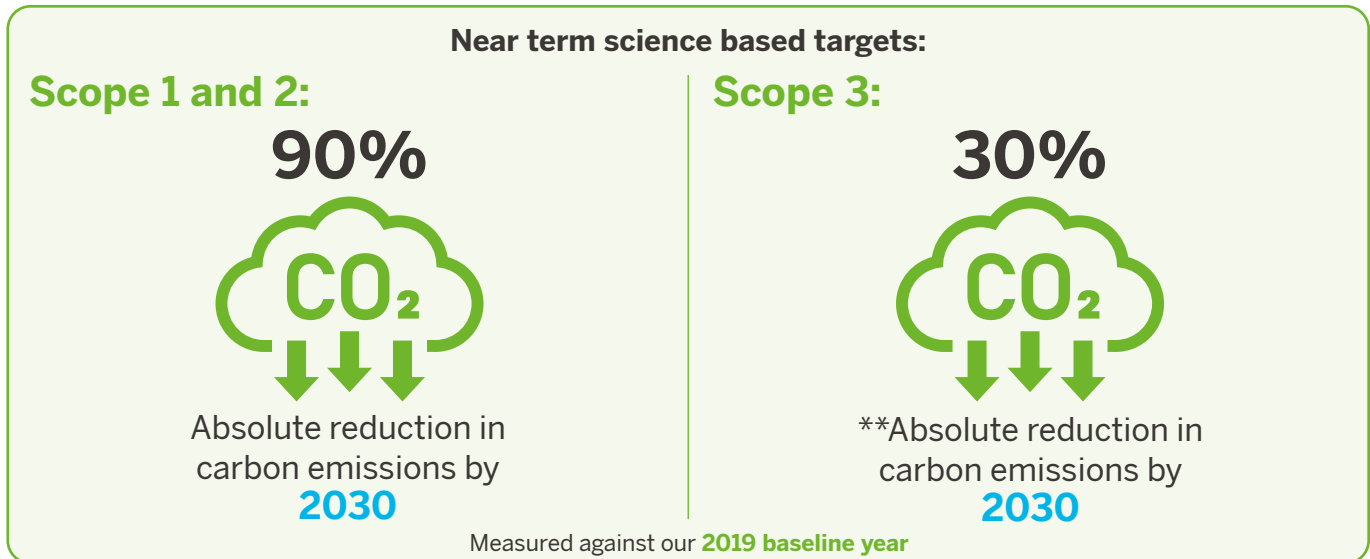 Near term science based targets:
Scope 1 and 2:
90%
CO₂
Absolute reduction in
carbon emissions by
2030
Scope 3:
30%
CO₂
**Absolute reduction in
carbon emissions by
2030
Measured against our 2019 baseline year